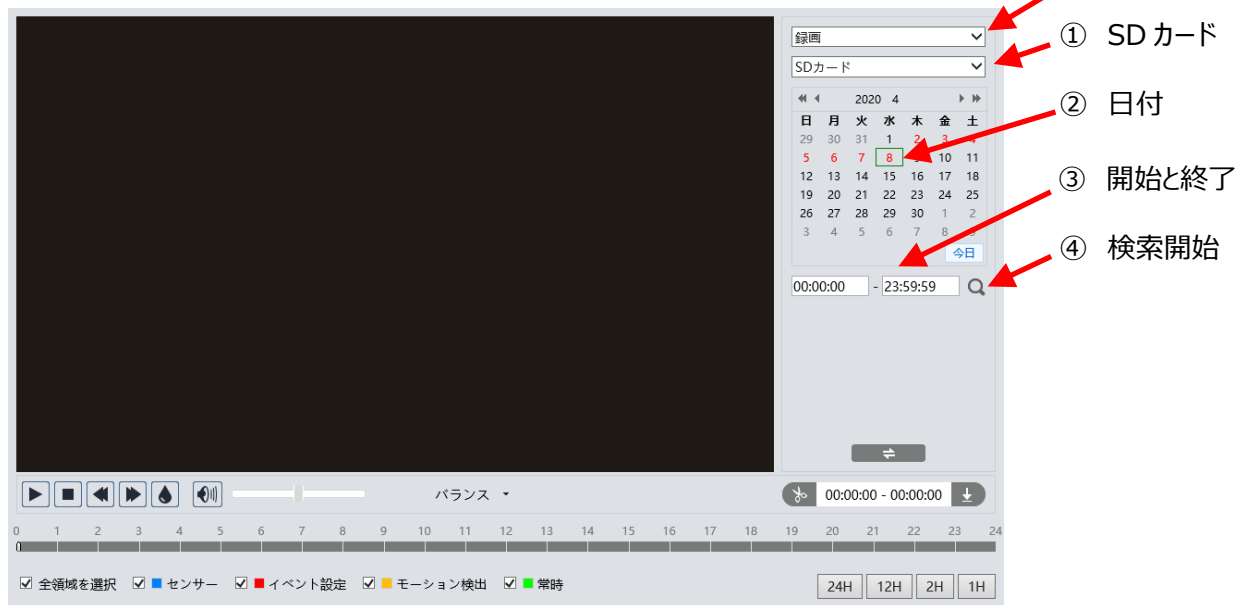 録画
① SD カード
SDカード
② 日付
2020 4
日 月 火 水 木 金 土
29 30 31 1 2 3 4
5 6 7 8 9 10 11
12 13 14 15 16 17 18
19 20 21 22 23 24 25
26 27 28 29 30 1 2
3 4 5 6 7 8 9
今日
③ 開始と終了
④ 検索開始
00:00:00 - 23:59:59
バランス
00:00:00 - 00:00:00
0 1 2 3 4 5 6 7 8 9 10 11 12 13 14 15 16 17 18 19 20 21 22 23 24
全領域を選択 センサー イベント設定 モーション検出 常時
24H 12H 2H 1H